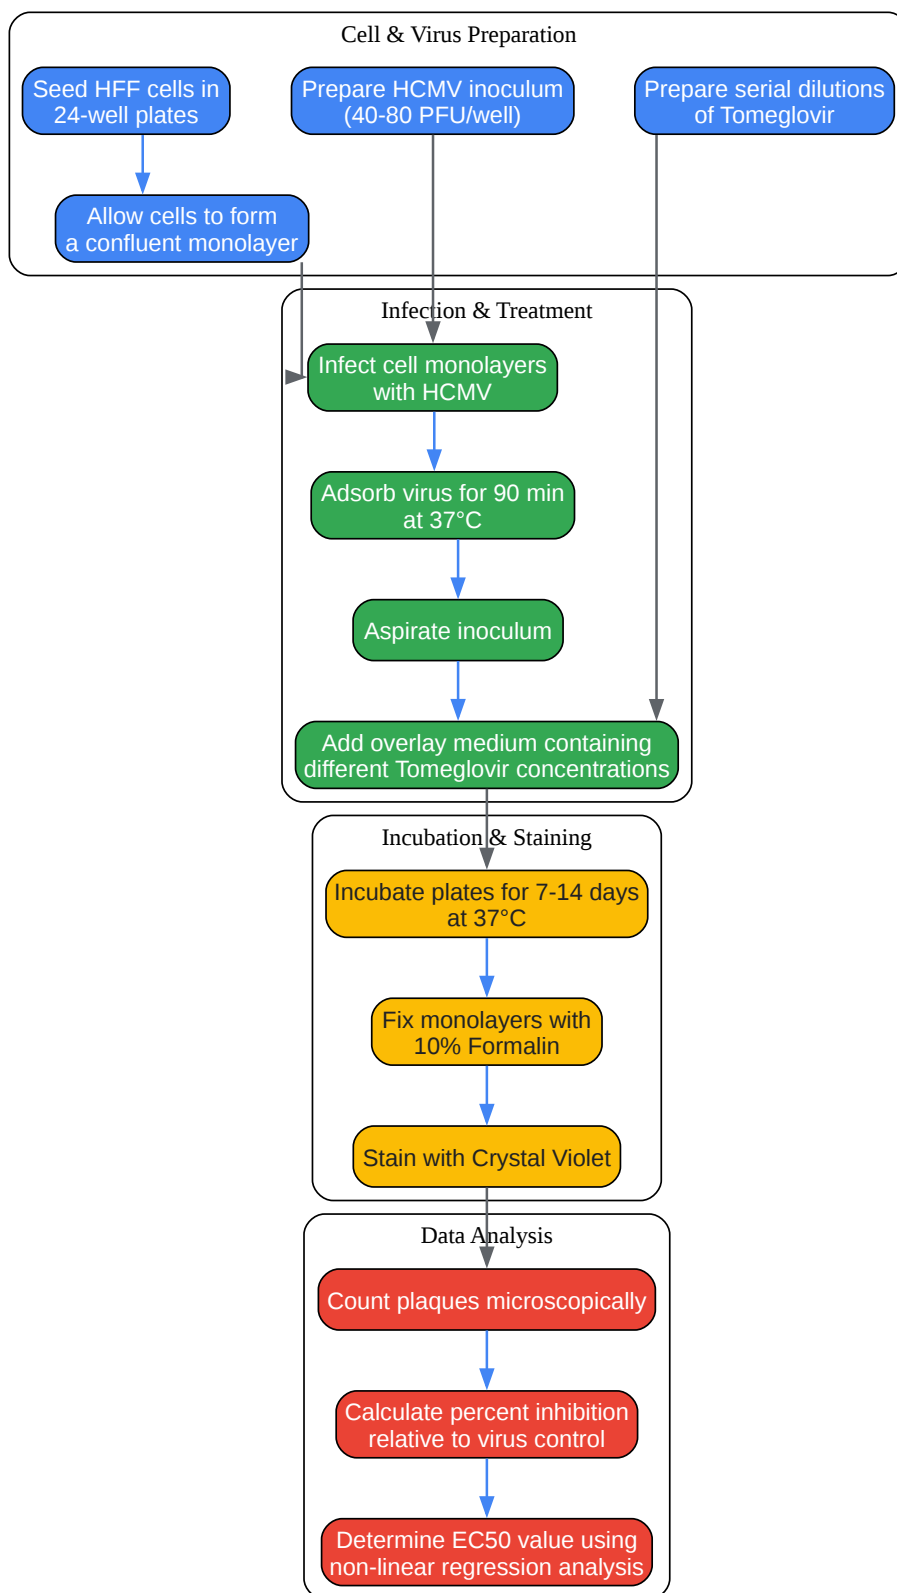 Cell & Virus Preparation
Seed HFF cells in
24-well plates
Prepare HCMV inoculum
(40-80 PFU/well)
Prepare serial dilutions
of Tomeglovir
Allow cells to form
a confluent monolayer
Infection & Treatment
Infect cell monolayers
with HCMV
Adsorb virus for 90 min
at 37°C
Aspirate inoculum
Add overlay medium containing
different Tomeglovir concentrations
Incubation & Staining
Incubate plates for 7-14 days
at 37°C
Fix monolayers with
10% Formalin
Stain with Crystal Violet
Data Analysis
Count plaques microscopically
Calculate percent inhibition
relative to virus control
Determine EC50 value using
non-linear regression analysis